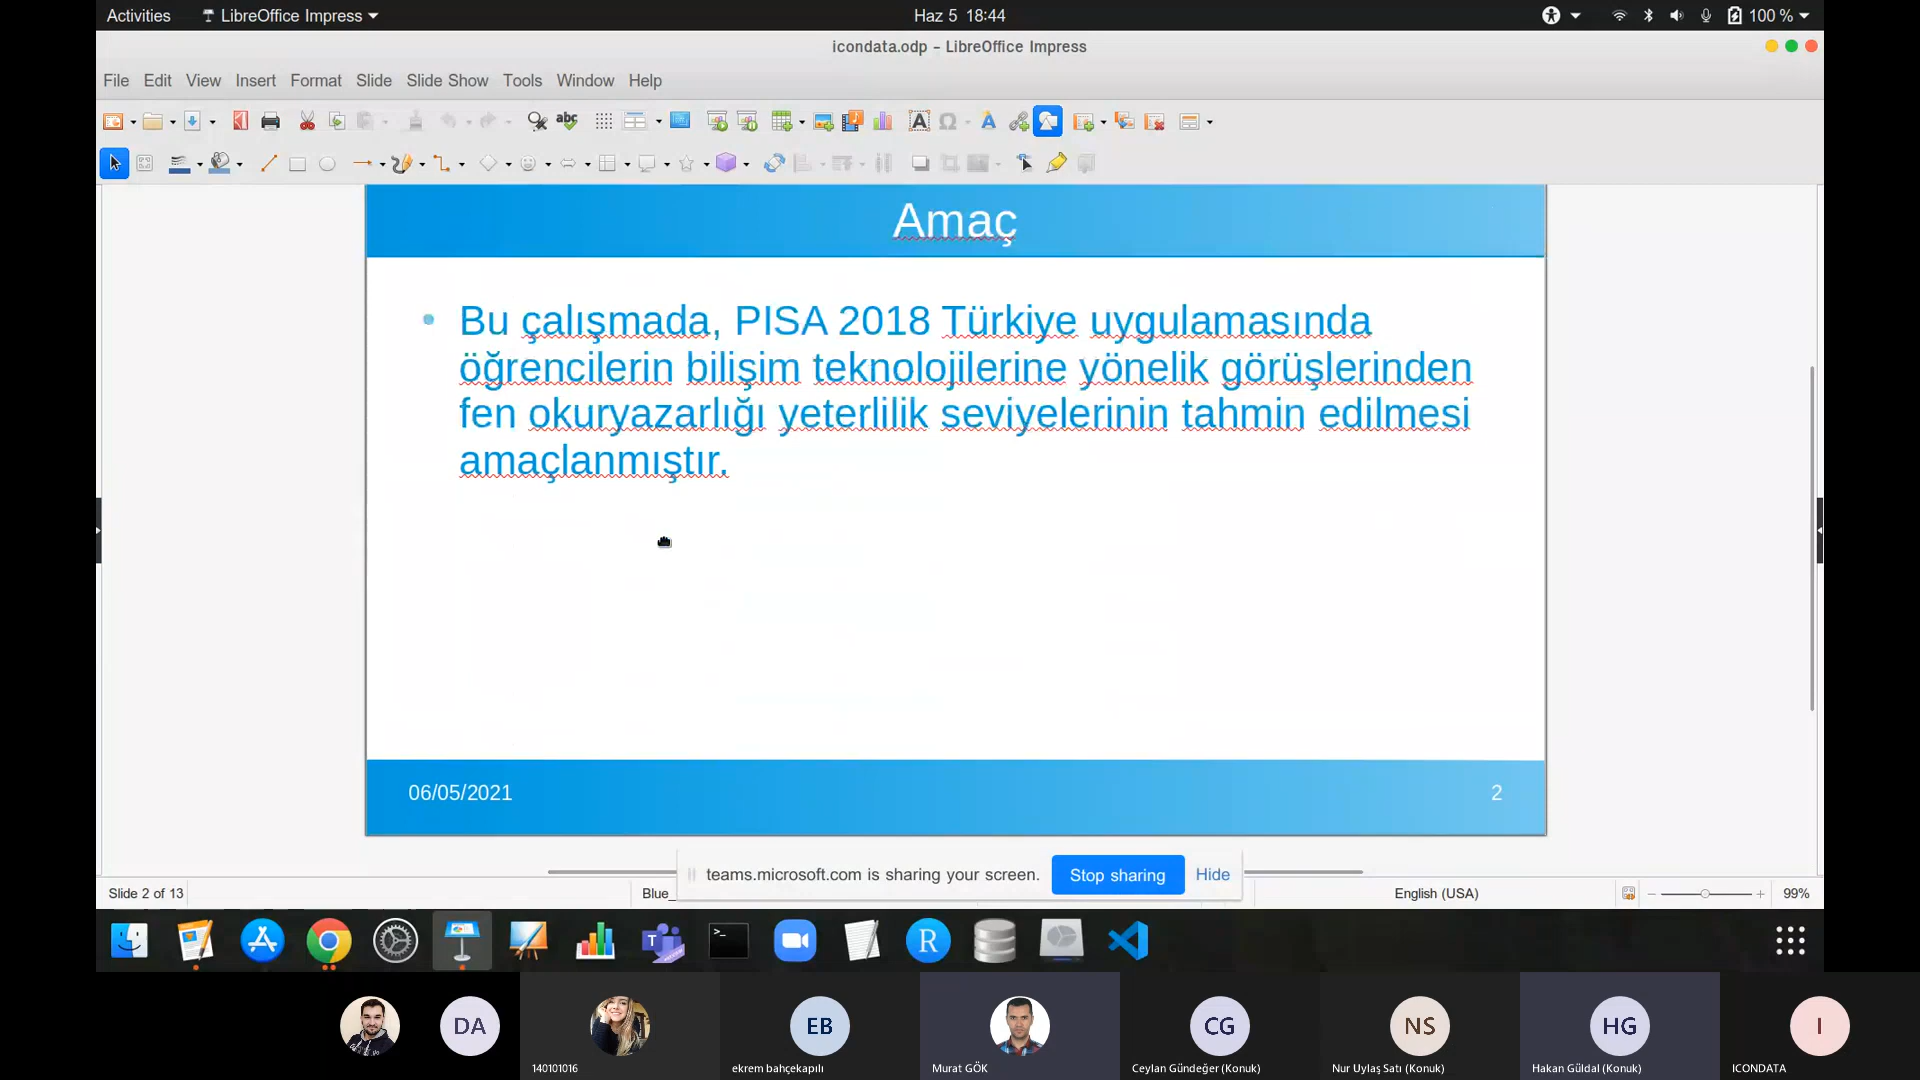 Activities LibreOffice Impress Haz 5 18:44 100 %
icondata.odp – LibreOffice Impress
File Edit View Insert Format Slide Slide Show Tools Window Help
Amaç
• Bu çalışmada, PISA 2018 Türkiye uygulamasında
öğrencilerin bilişim teknolojilerine yönelik görüşlerinden
fen okuryazarlığı yeterlilik seviyelerinin tahmin edilmesi
amaçlanmıştır.
06/05/2021 2
teams.microsoft.com is sharing your screen. Stop sharing Hide
Slide 2 of 13 Blue_ English (USA) 99%
DA EB CG NS HG I
140101016 ekrem bahçekapılı Murat GÖK Ceylan Gündeğer (Konuk) Nur Uylaş Satı (Konuk) Hakan Güldal (Konuk) ICONDATA